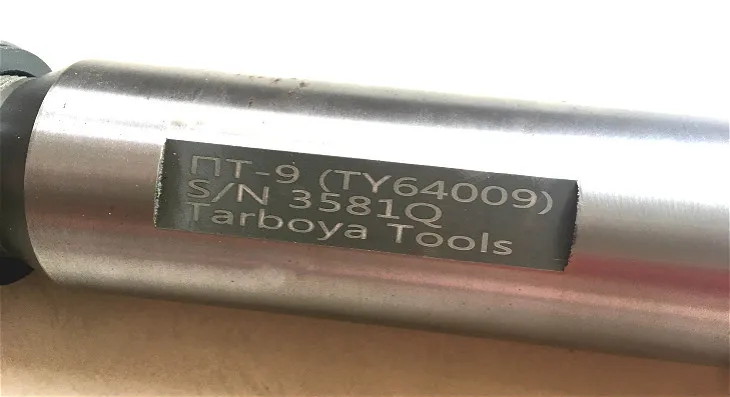 ПТ-9 (TY64009)
S/N 3581Q
Tarboya Tools